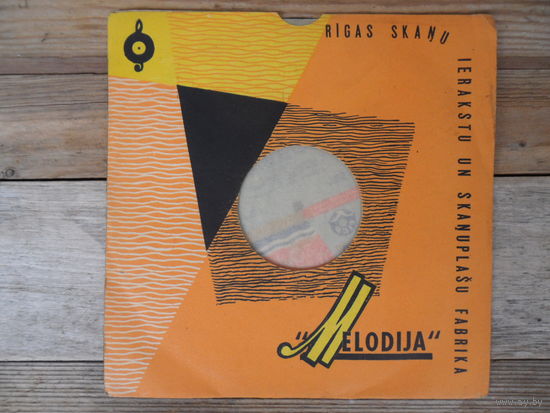 RĪGAS SKAŅU
IERAKSTU UN SKAŅUPLAŠU FABRIKA
"MELODIJA"